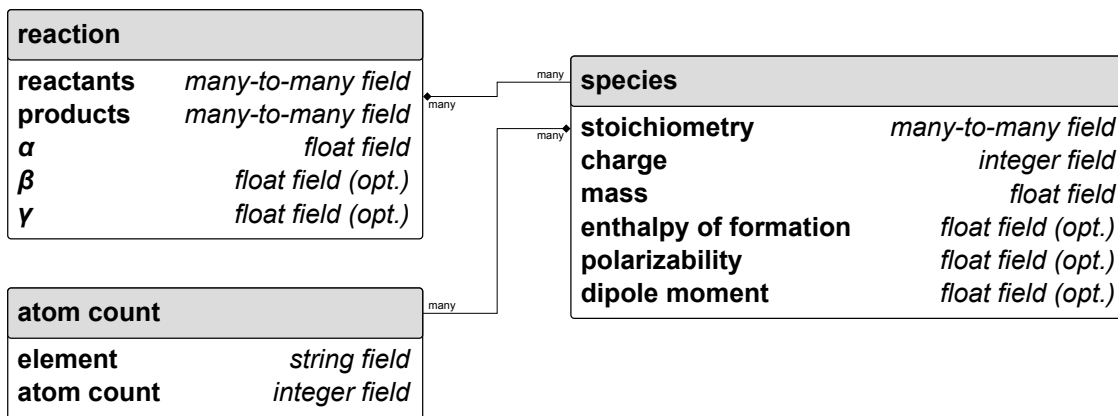 reaction
reactants many-to-many field
products many-to-many field
α float field
β float field (opt.)
γ float field (opt.)
many
many
species
stoichiometry many-to-many field
charge integer field
mass float field
enthalpy of formation float field (opt.)
polarizability float field (opt.)
dipole moment float field (opt.)
many
many
atom count
element string field
atom count integer field